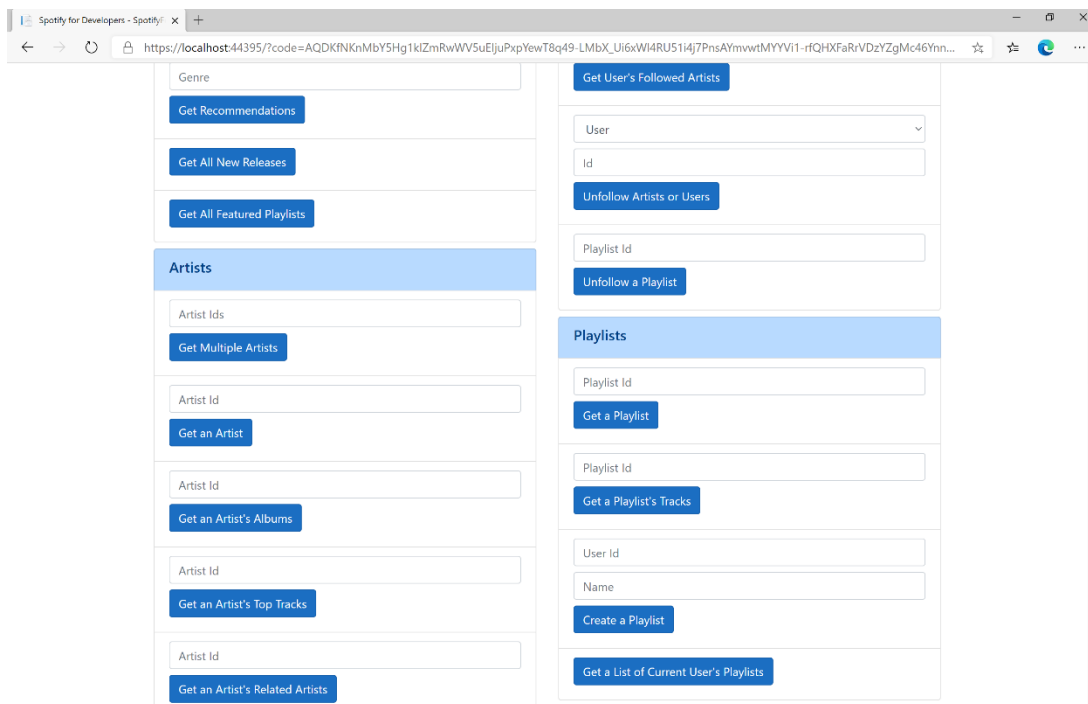 Spotify for Developers - Spotify
https://localhost:44395/?code=AQDKfNKnMbY5Hg1kIZmRwWV5uEljuPxpYewT8q49-LMbX_Ui6xWl4RU51i4j7PnsAYmvwtMYYVi1-rfQHXFaRrVDzYZgMc46Ynn...
Genre
Get Recommendations
Get All New Releases
Get All Featured Playlists
Artists
Artist Ids
Get Multiple Artists
Artist Id
Get an Artist
Artist Id
Get an Artist's Albums
Artist Id
Get an Artist's Top Tracks
Artist Id
Get an Artist's Related Artists
Get User's Followed Artists
User
Id
Unfollow Artists or Users
Playlist Id
Unfollow a Playlist
Playlists
Playlist Id
Get a Playlist
Playlist Id
Get a Playlist's Tracks
User Id
Name
Create a Playlist
Get a List of Current User's Playlists